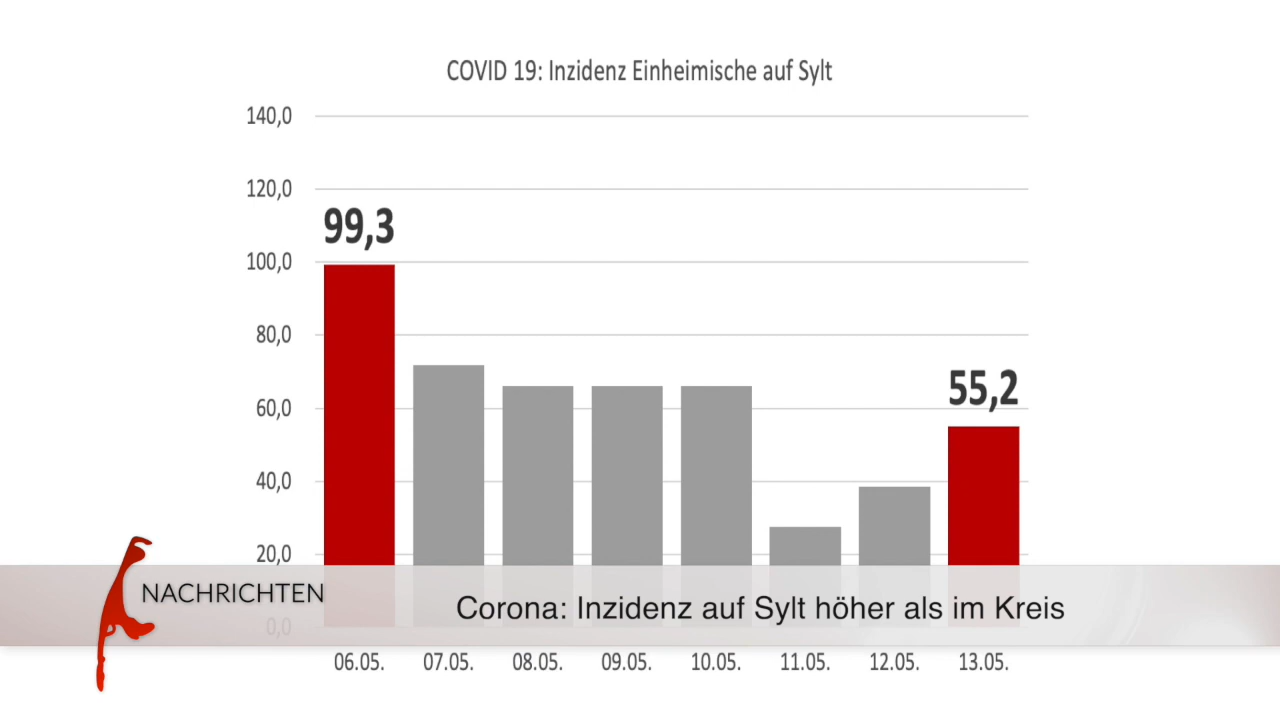 COVID 19: Inzidenz Einheimische auf Sylt
140,0
120,0
99,3
100,0
80,0
55,2
60,0
40,0
20,0
NACHRICHTEN
Corona: Inzidenz auf Sylt höher als im Kreis
0,0
06.05. 07.05. 08.05. 09.05. 10.05. 11.05. 12.05. 13.05.